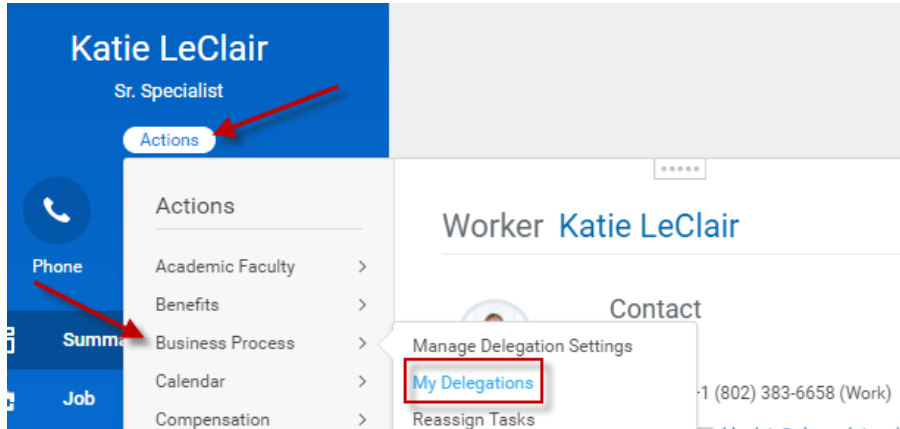 Katie LeClair
Sr. Specialist
Actions
Phone
Summa
Job
Actions
Academic Faculty
Benefits
Business Process
Calendar
Compensation
Manage Delegation Settings
My Delegations
Reassign Tasks
Worker Katie LeClair
Contact
1 (802) 383-6658 (Work)